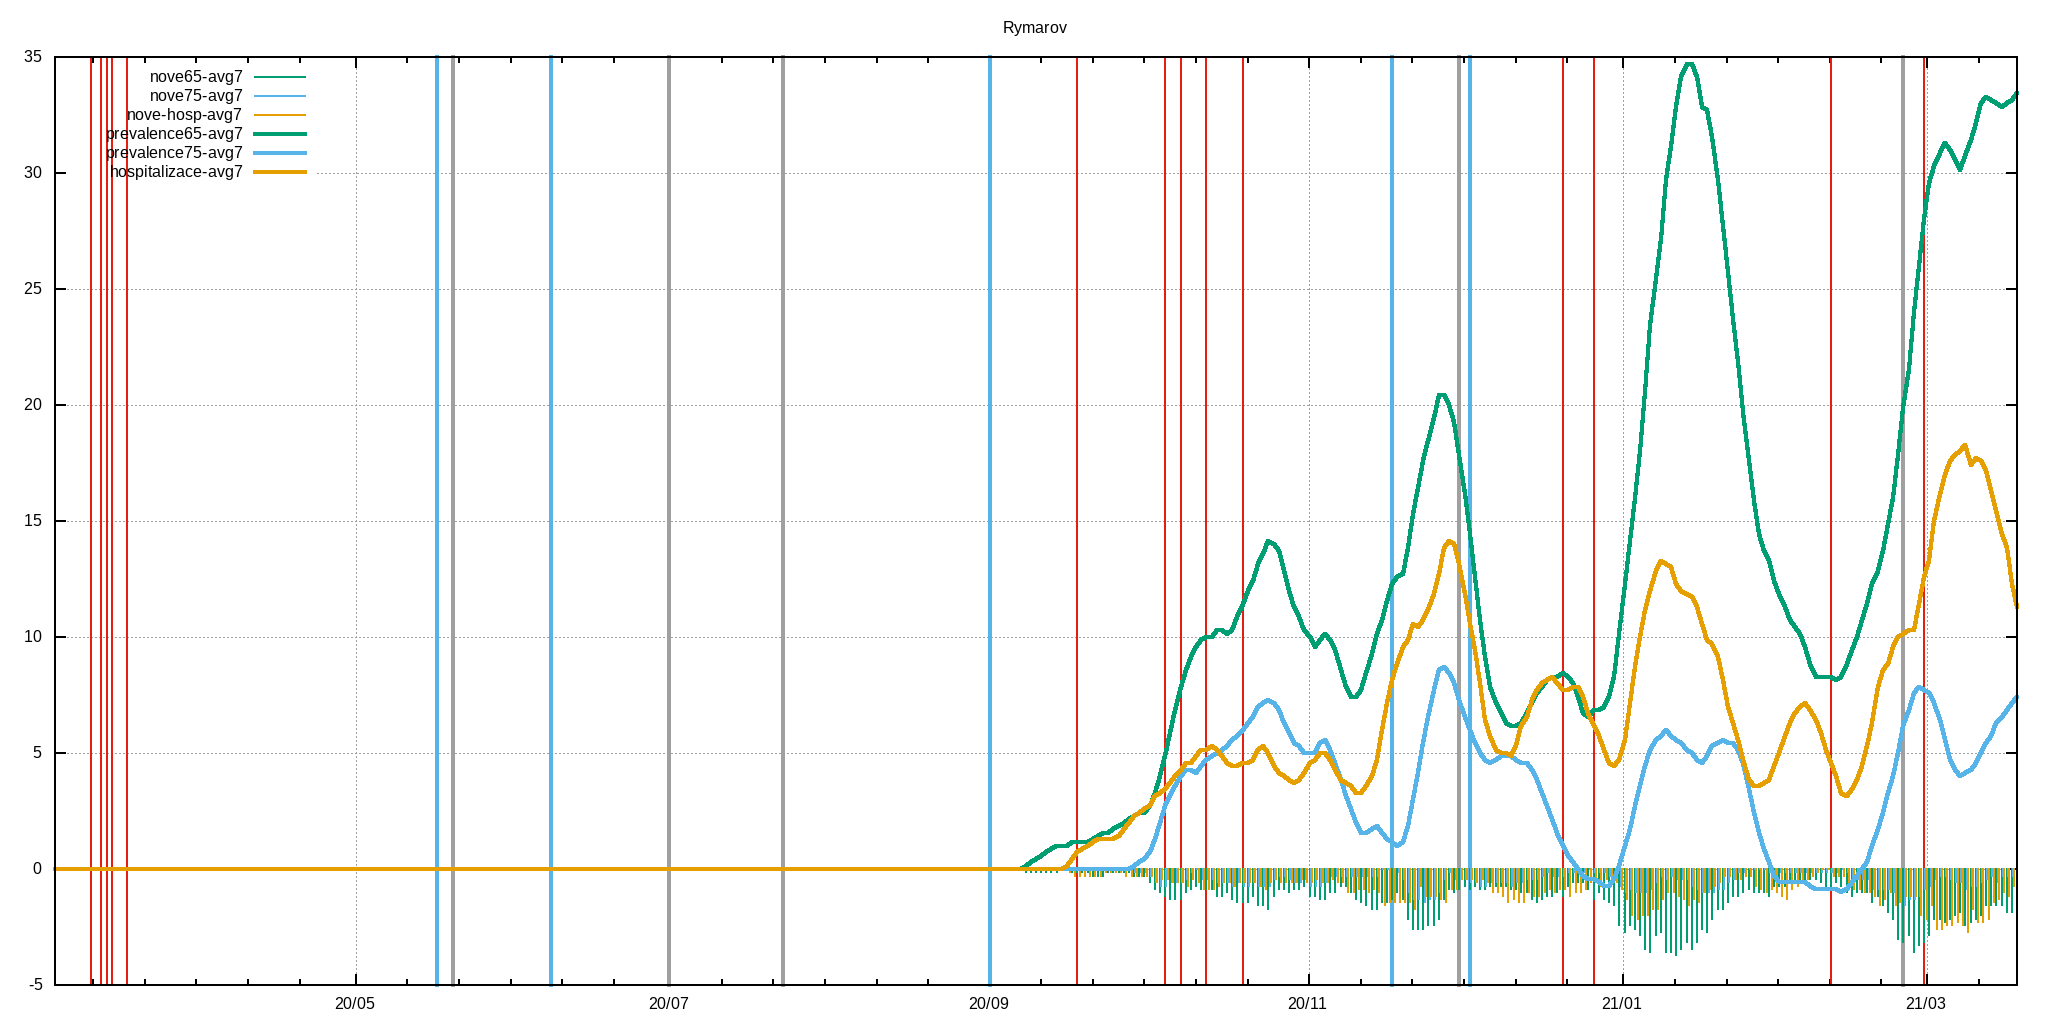 Rymarov
35
nove65-avg7
nove75-avg7
nove-hosp-avg7
prevalence65-avg7
prevalence75-avg7
hospitalizace-avg7
30
25
20
15
10
5
0
-5
20/05 20/07 20/09 20/11 21/01 21/03